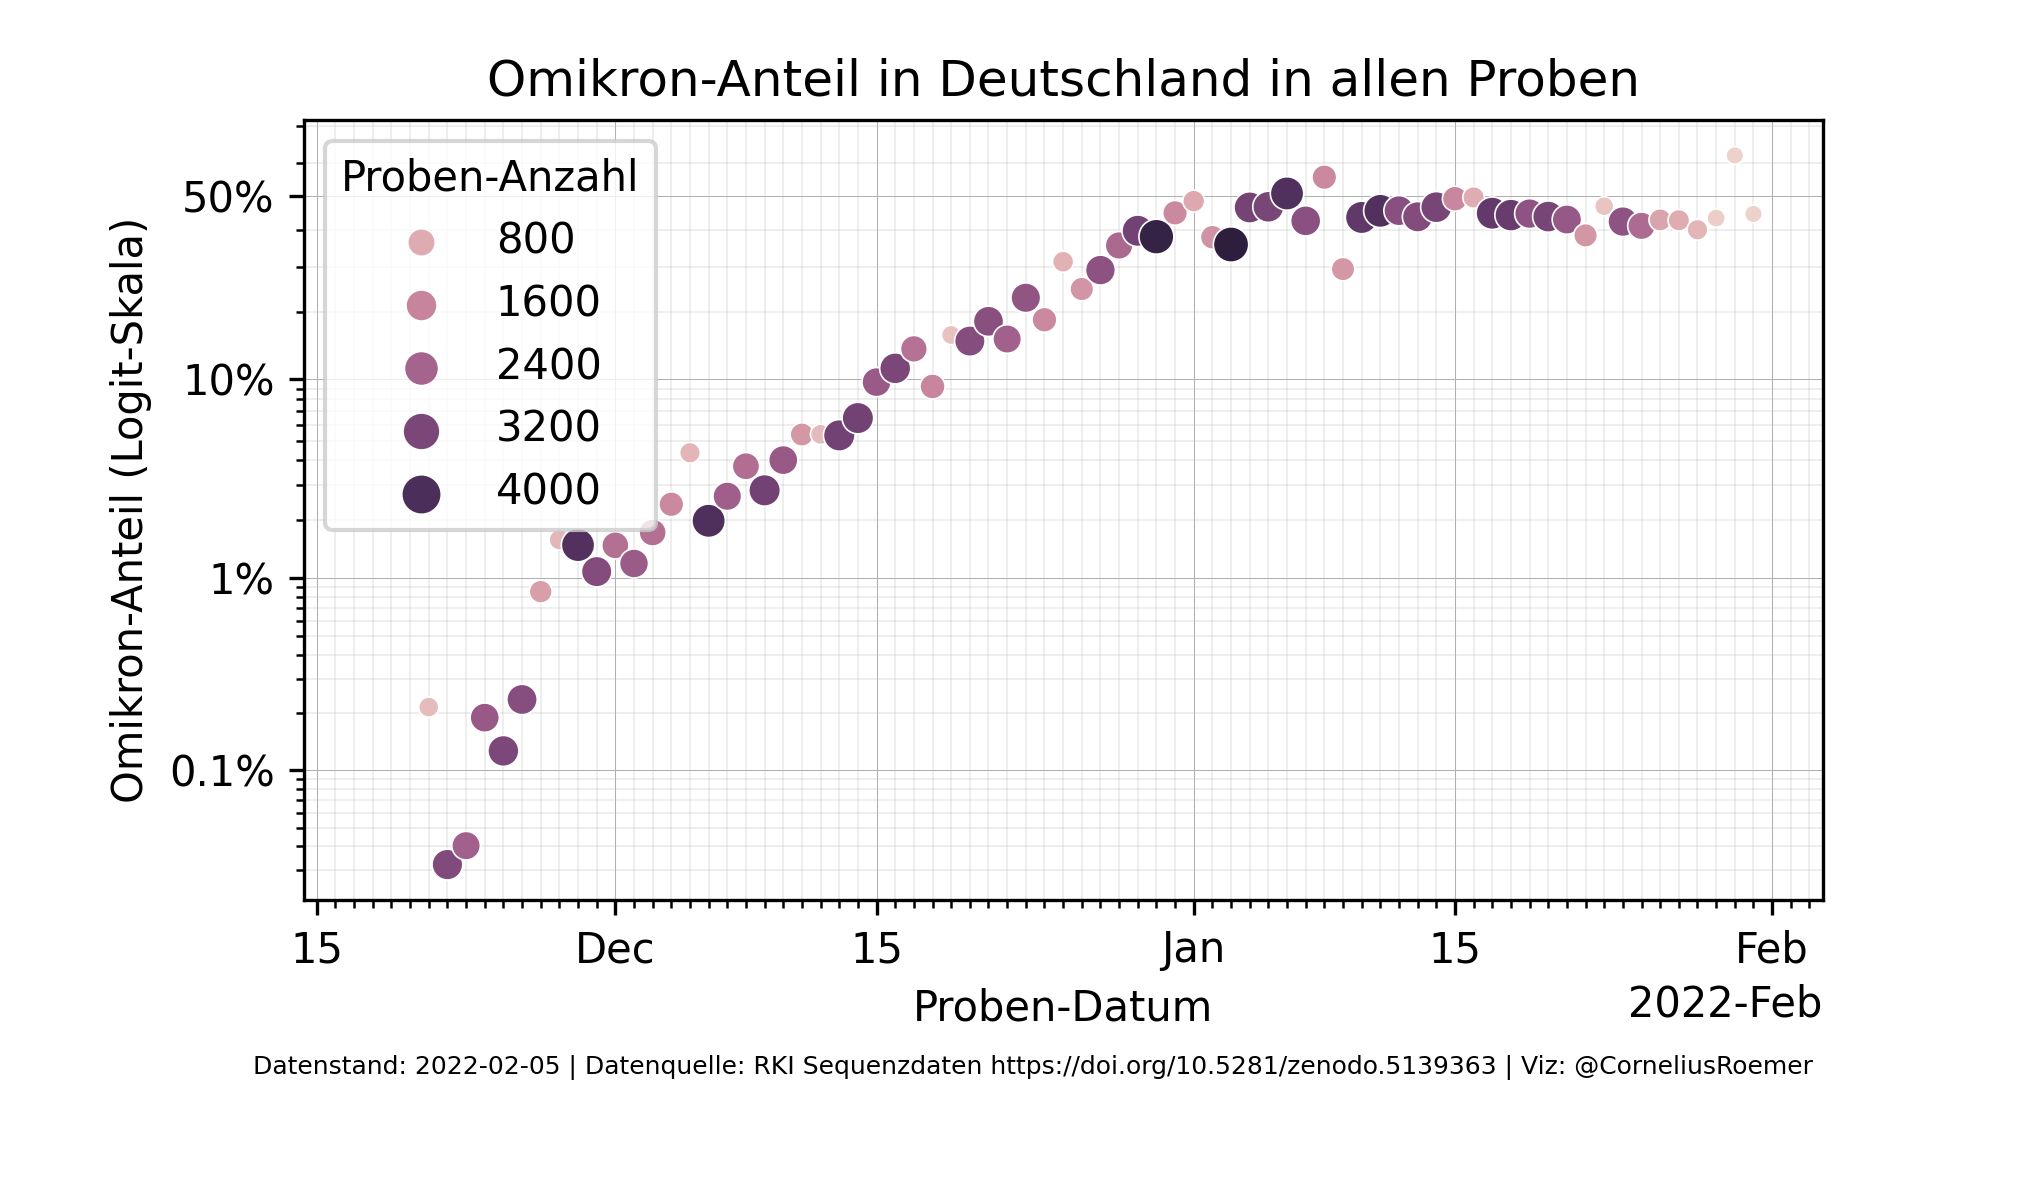 Omikron-Anteil in Deutschland in allen Proben
Proben-Anzahl
800
1600
2400
3200
4000
50%
10%
1%
0.1%
Omikron-Anteil (Logit-Skala)
15 Dec 15 Jan 15 Feb
2022-Feb
Proben-Datum
Datenstand: 2022-02-05 | Datenquelle: RKI Sequenzdaten https://doi.org/10.5281/zenodo.5139363 | Viz: @CorneliusRoemer